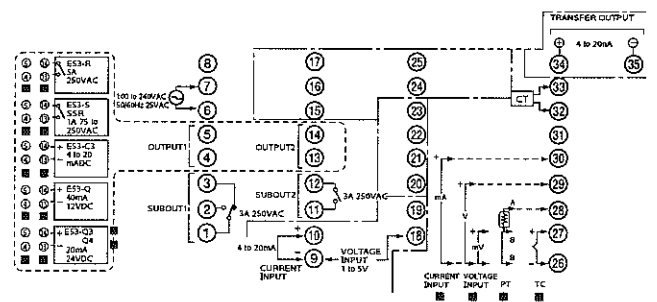 TRANSFER OUTPUT
4 to 20mA
34 35
E53-R
5A
250VAC
E53-S
SSR
1A 75 to
250VAC
E53-C3
4 to 20
mADC
E53-Q
40mA
12VDC
E53-Q3
Q4
20mA
24VDC
100 to 240VAC
50/60Hz 25VAC
8
7
6
5
4
3
2
1
OUTPUT1
SUBOUT1
3A 250VAC
17
16
15
14
13
12
11
10
9
OUTPUT2
SUBOUT2
3A 250VAC
4 to 20mA
CURRENT
INPUT
VOLTAGE
INPUT
1 to 5V
25
24
23
22
21
20
19
18
CT
33
32
31
30
29
28
27
26
mA
V
mV
A
B
B
CURRENT
INPUT
VOLTAGE
INPUT
PT
TC